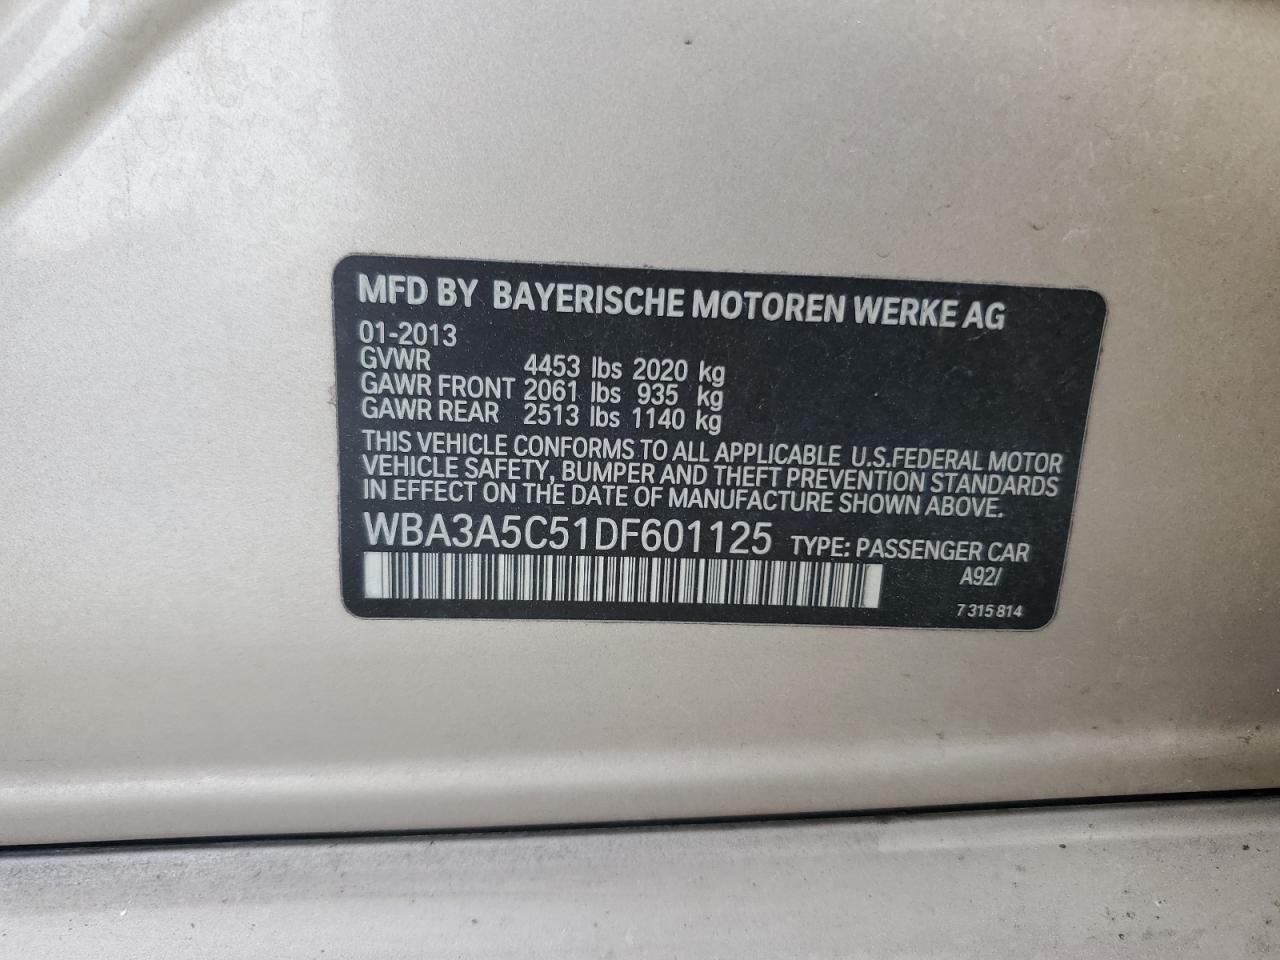 MFD BY BAYERISCHE MOTOREN WERKE AG
01-2013
GVWR 4453 lbs 2020 kg
GAWR FRONT 2061 lbs 935 kg
GAWR REAR 2513 lbs 1140 kg
THIS VEHICLE CONFORMS TO ALL APPLICABLE U.S.FEDERAL MOTOR
VEHICLE SAFETY, BUMPER AND THEFT PREVENTION STANDARDS
IN EFFECT ON THE DATE OF MANUFACTURE SHOWN ABOVE.
WBA3A5C51DF601125 TYPE: PASSENGER CAR
A92/
7 315 814